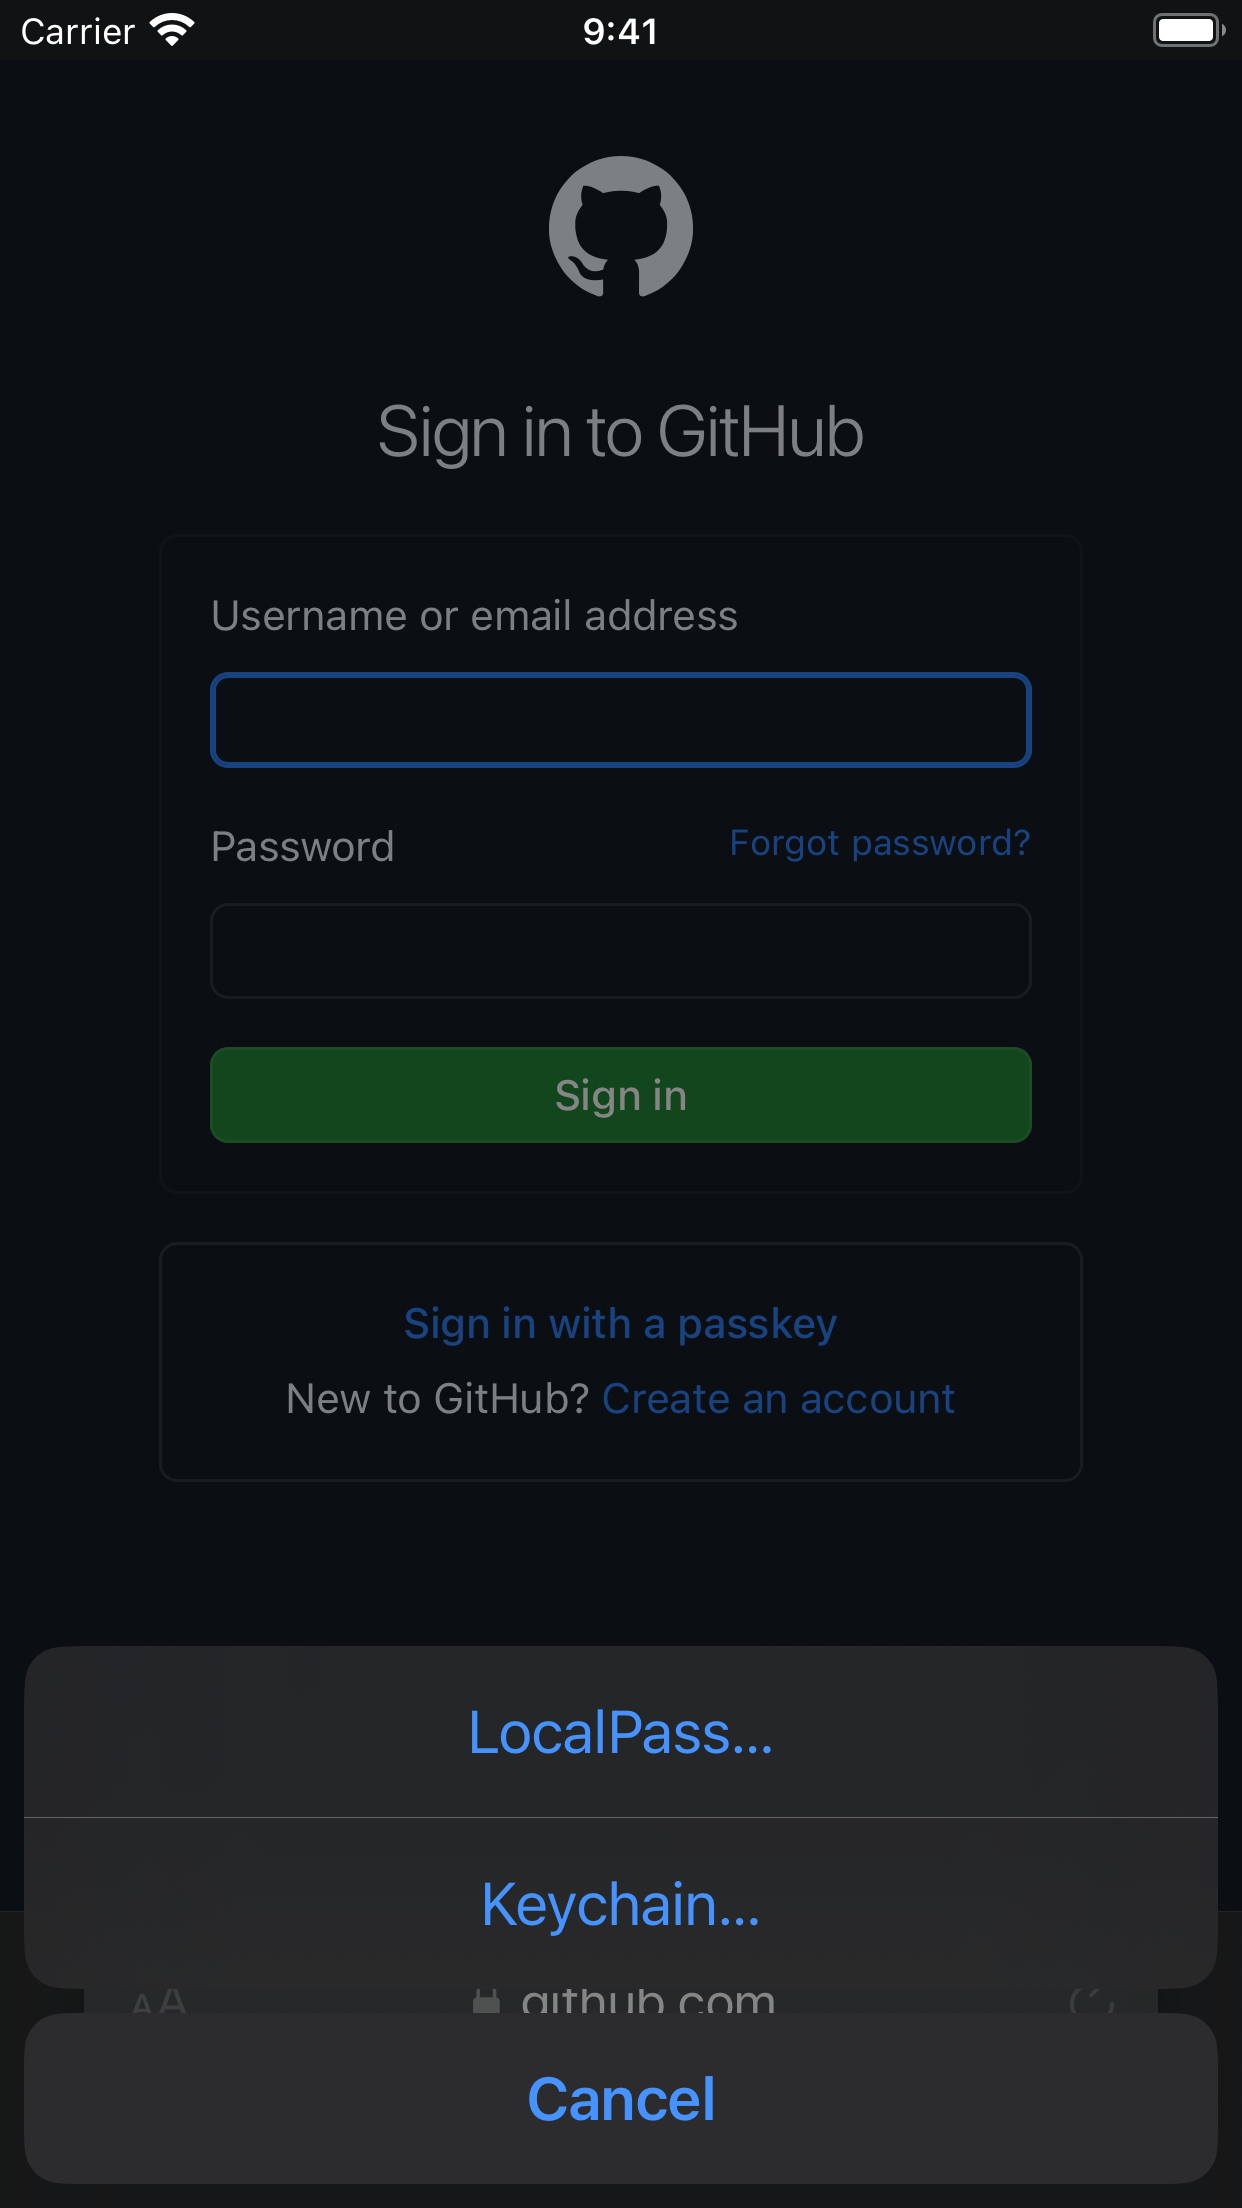 Carrier 9:41
Sign in to GitHub
Username or email address
Password Forgot password?
Sign in
Sign in with a passkey
New to GitHub? Create an account
LocalPass...
Keychain...
AA github.com
Cancel